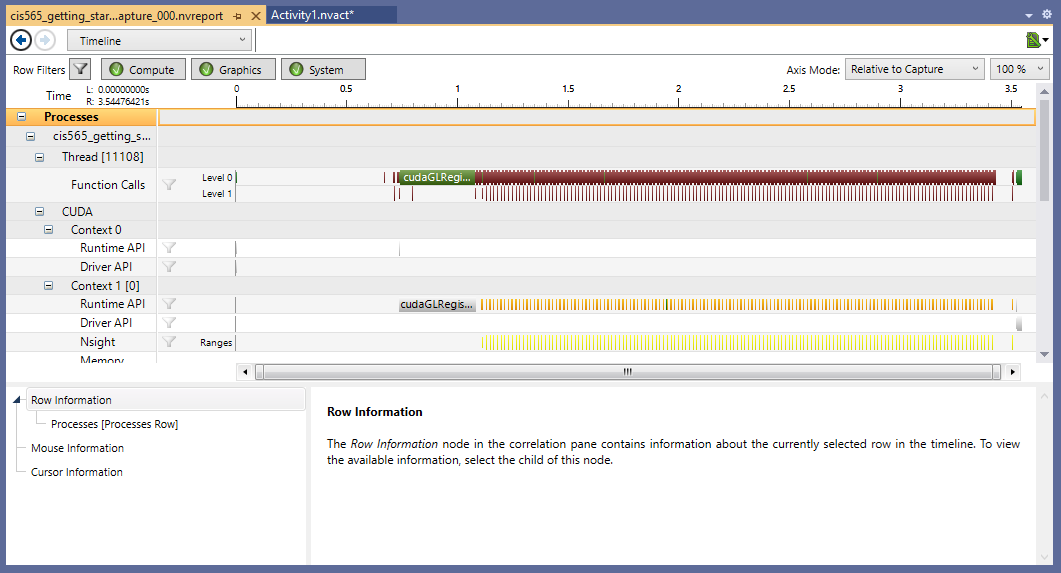 cis565_getting_star...apture_000.nvreport Activity1.nvact*
Timeline
Row Filters Compute Graphics System Axis Mode: Relative to Capture 100 %
Time L: 0.00000000s 0 0.5 1 1.5 2 2.5 3 3.5
R: 3.54476421s
Processes
cis565_getting_s...
Thread [11108]
Function Calls Level 0 cudaGLRegi...
Level 1
CUDA
Context 0
Runtime API
Driver API
Context 1 [0]
Runtime API cudaGLRegis...
Driver API
Nsight Ranges
Memory
Row Information
Processes [Processes Row]
Mouse Information
Cursor Information
Row Information
The Row Information node in the correlation pane contains information about the currently selected row in the timeline. To view
the available information, select the child of this node.